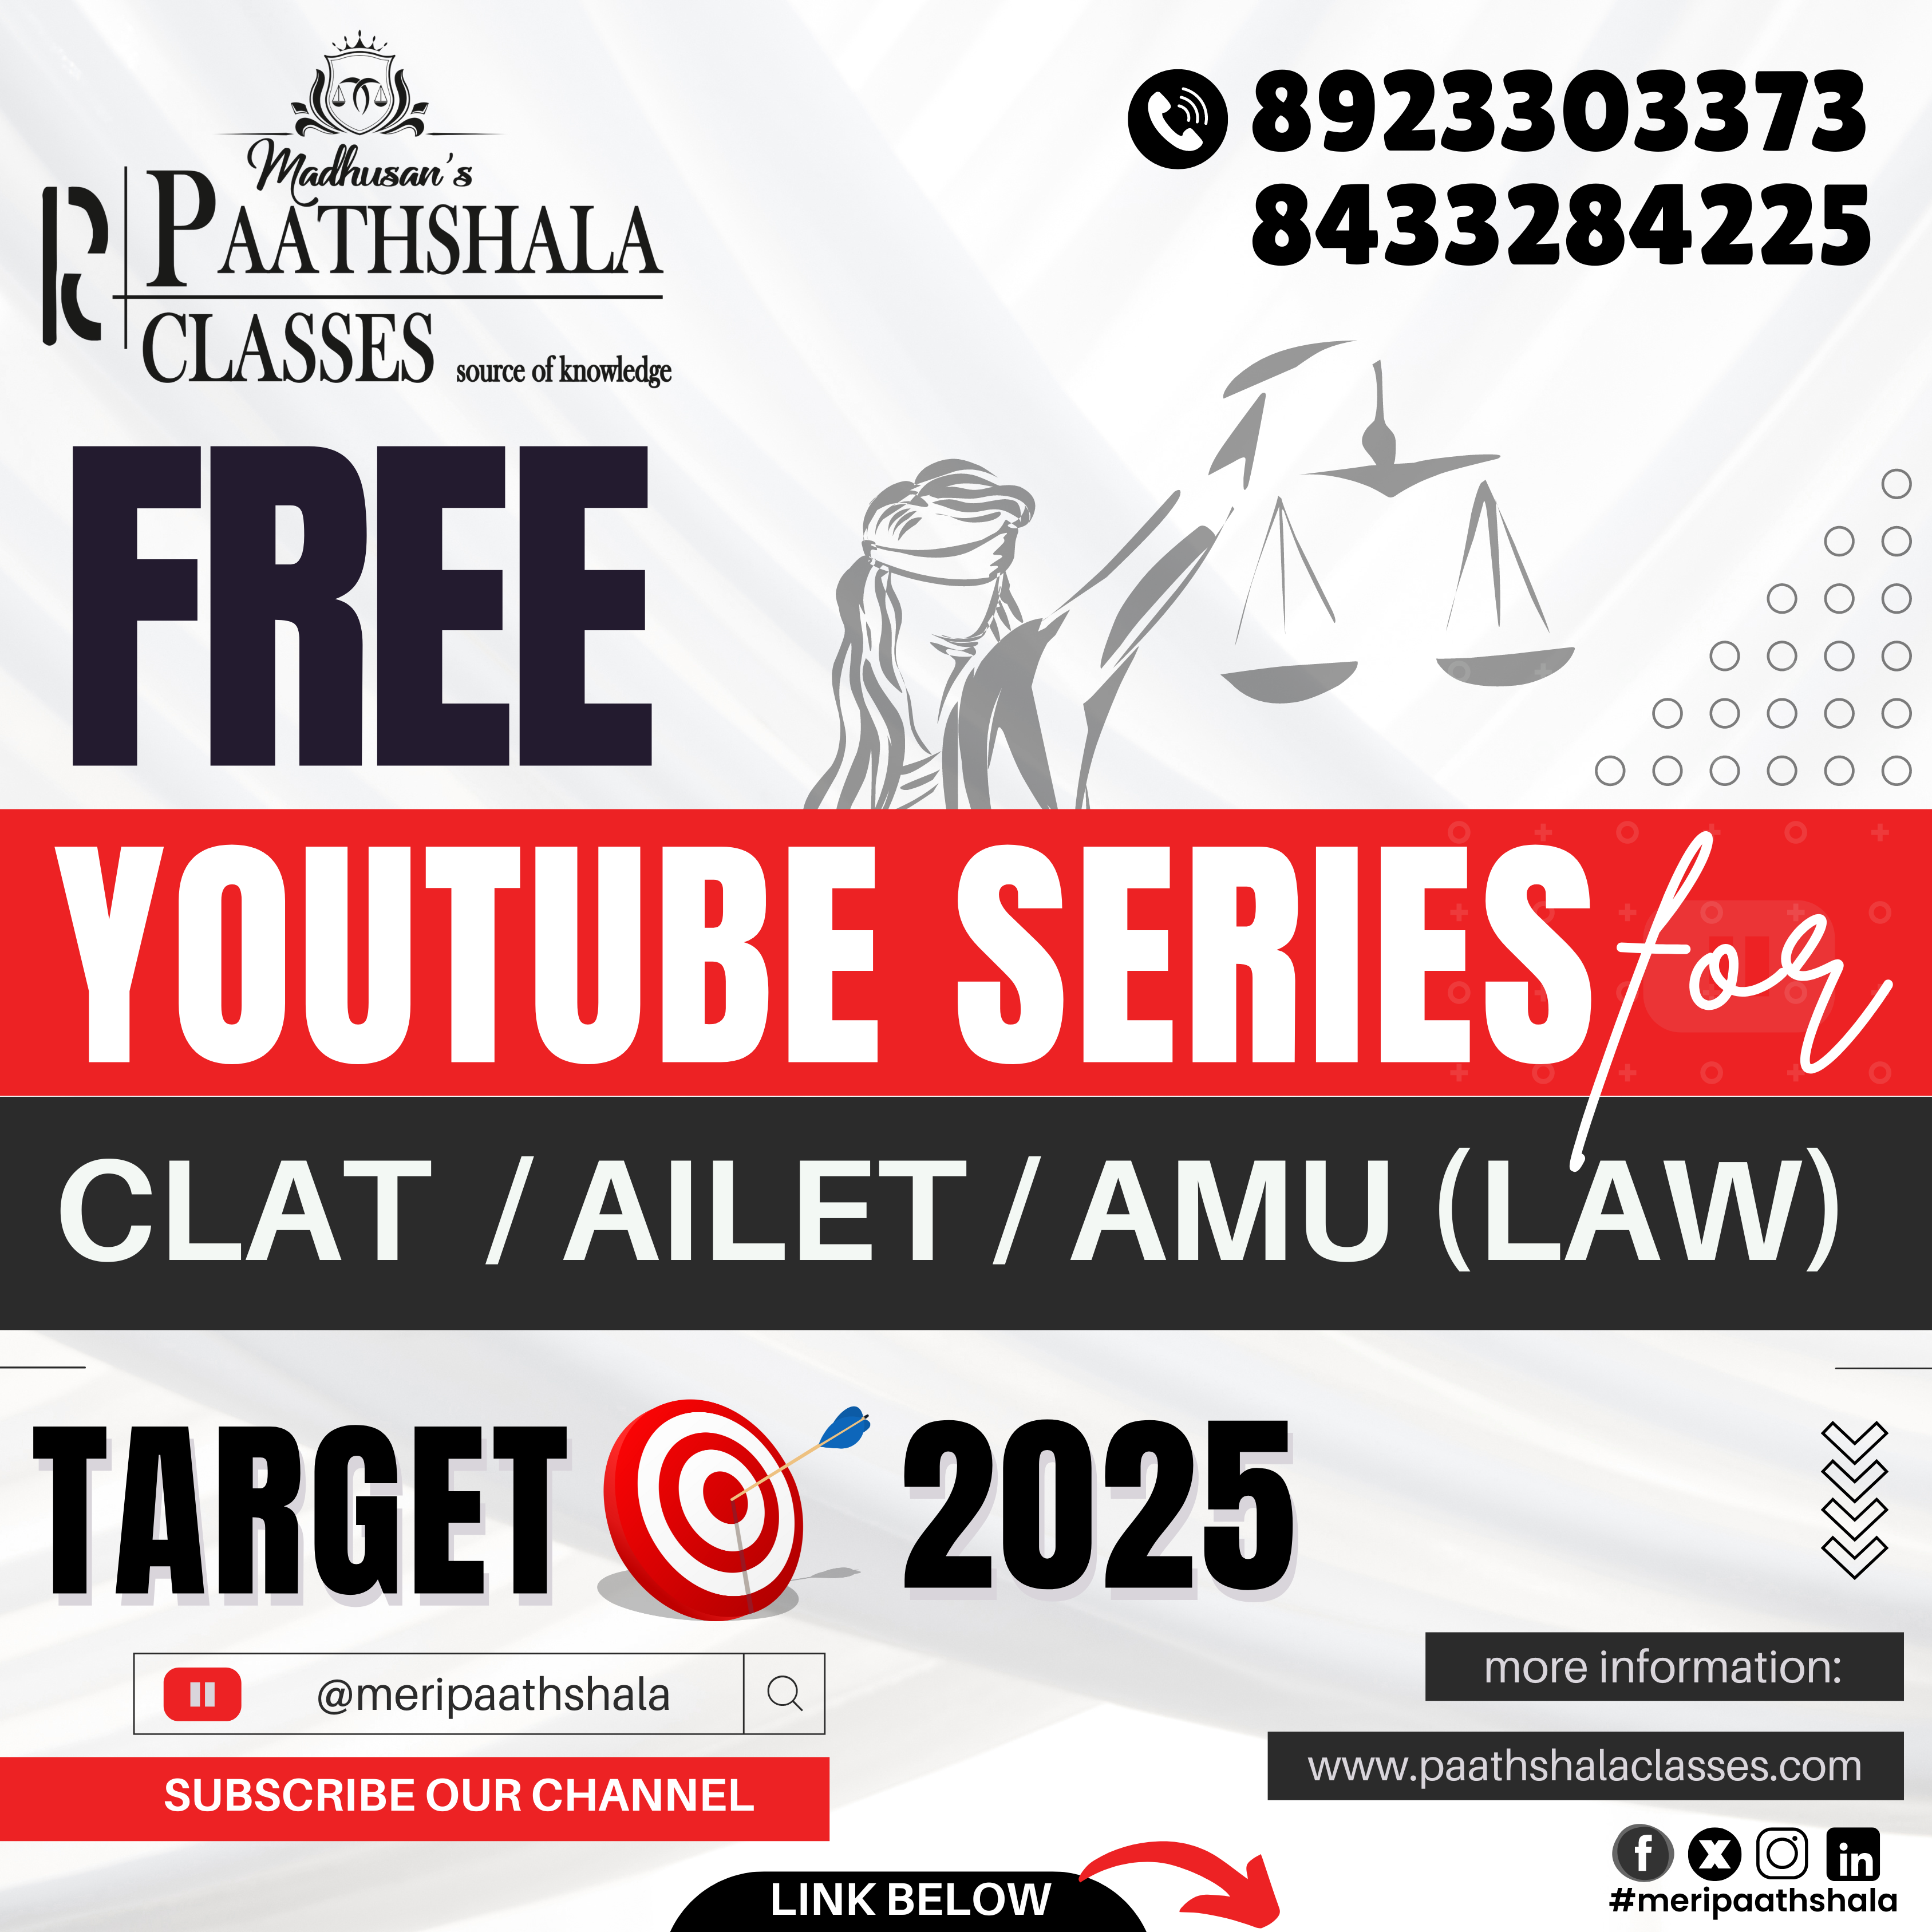 Madhusan's
PAATHSHALA
CLASSES source of knowledge
8923303373
8433284225
FREE
YOUTUBE SERIES for
CLAT / AILET / AMU (LAW)
TARGET 2025
@meripaathshala
SUBSCRIBE OUR CHANNEL
more information:
www.paathshalaclasses.com
#meripaathshala
LINK BELOW